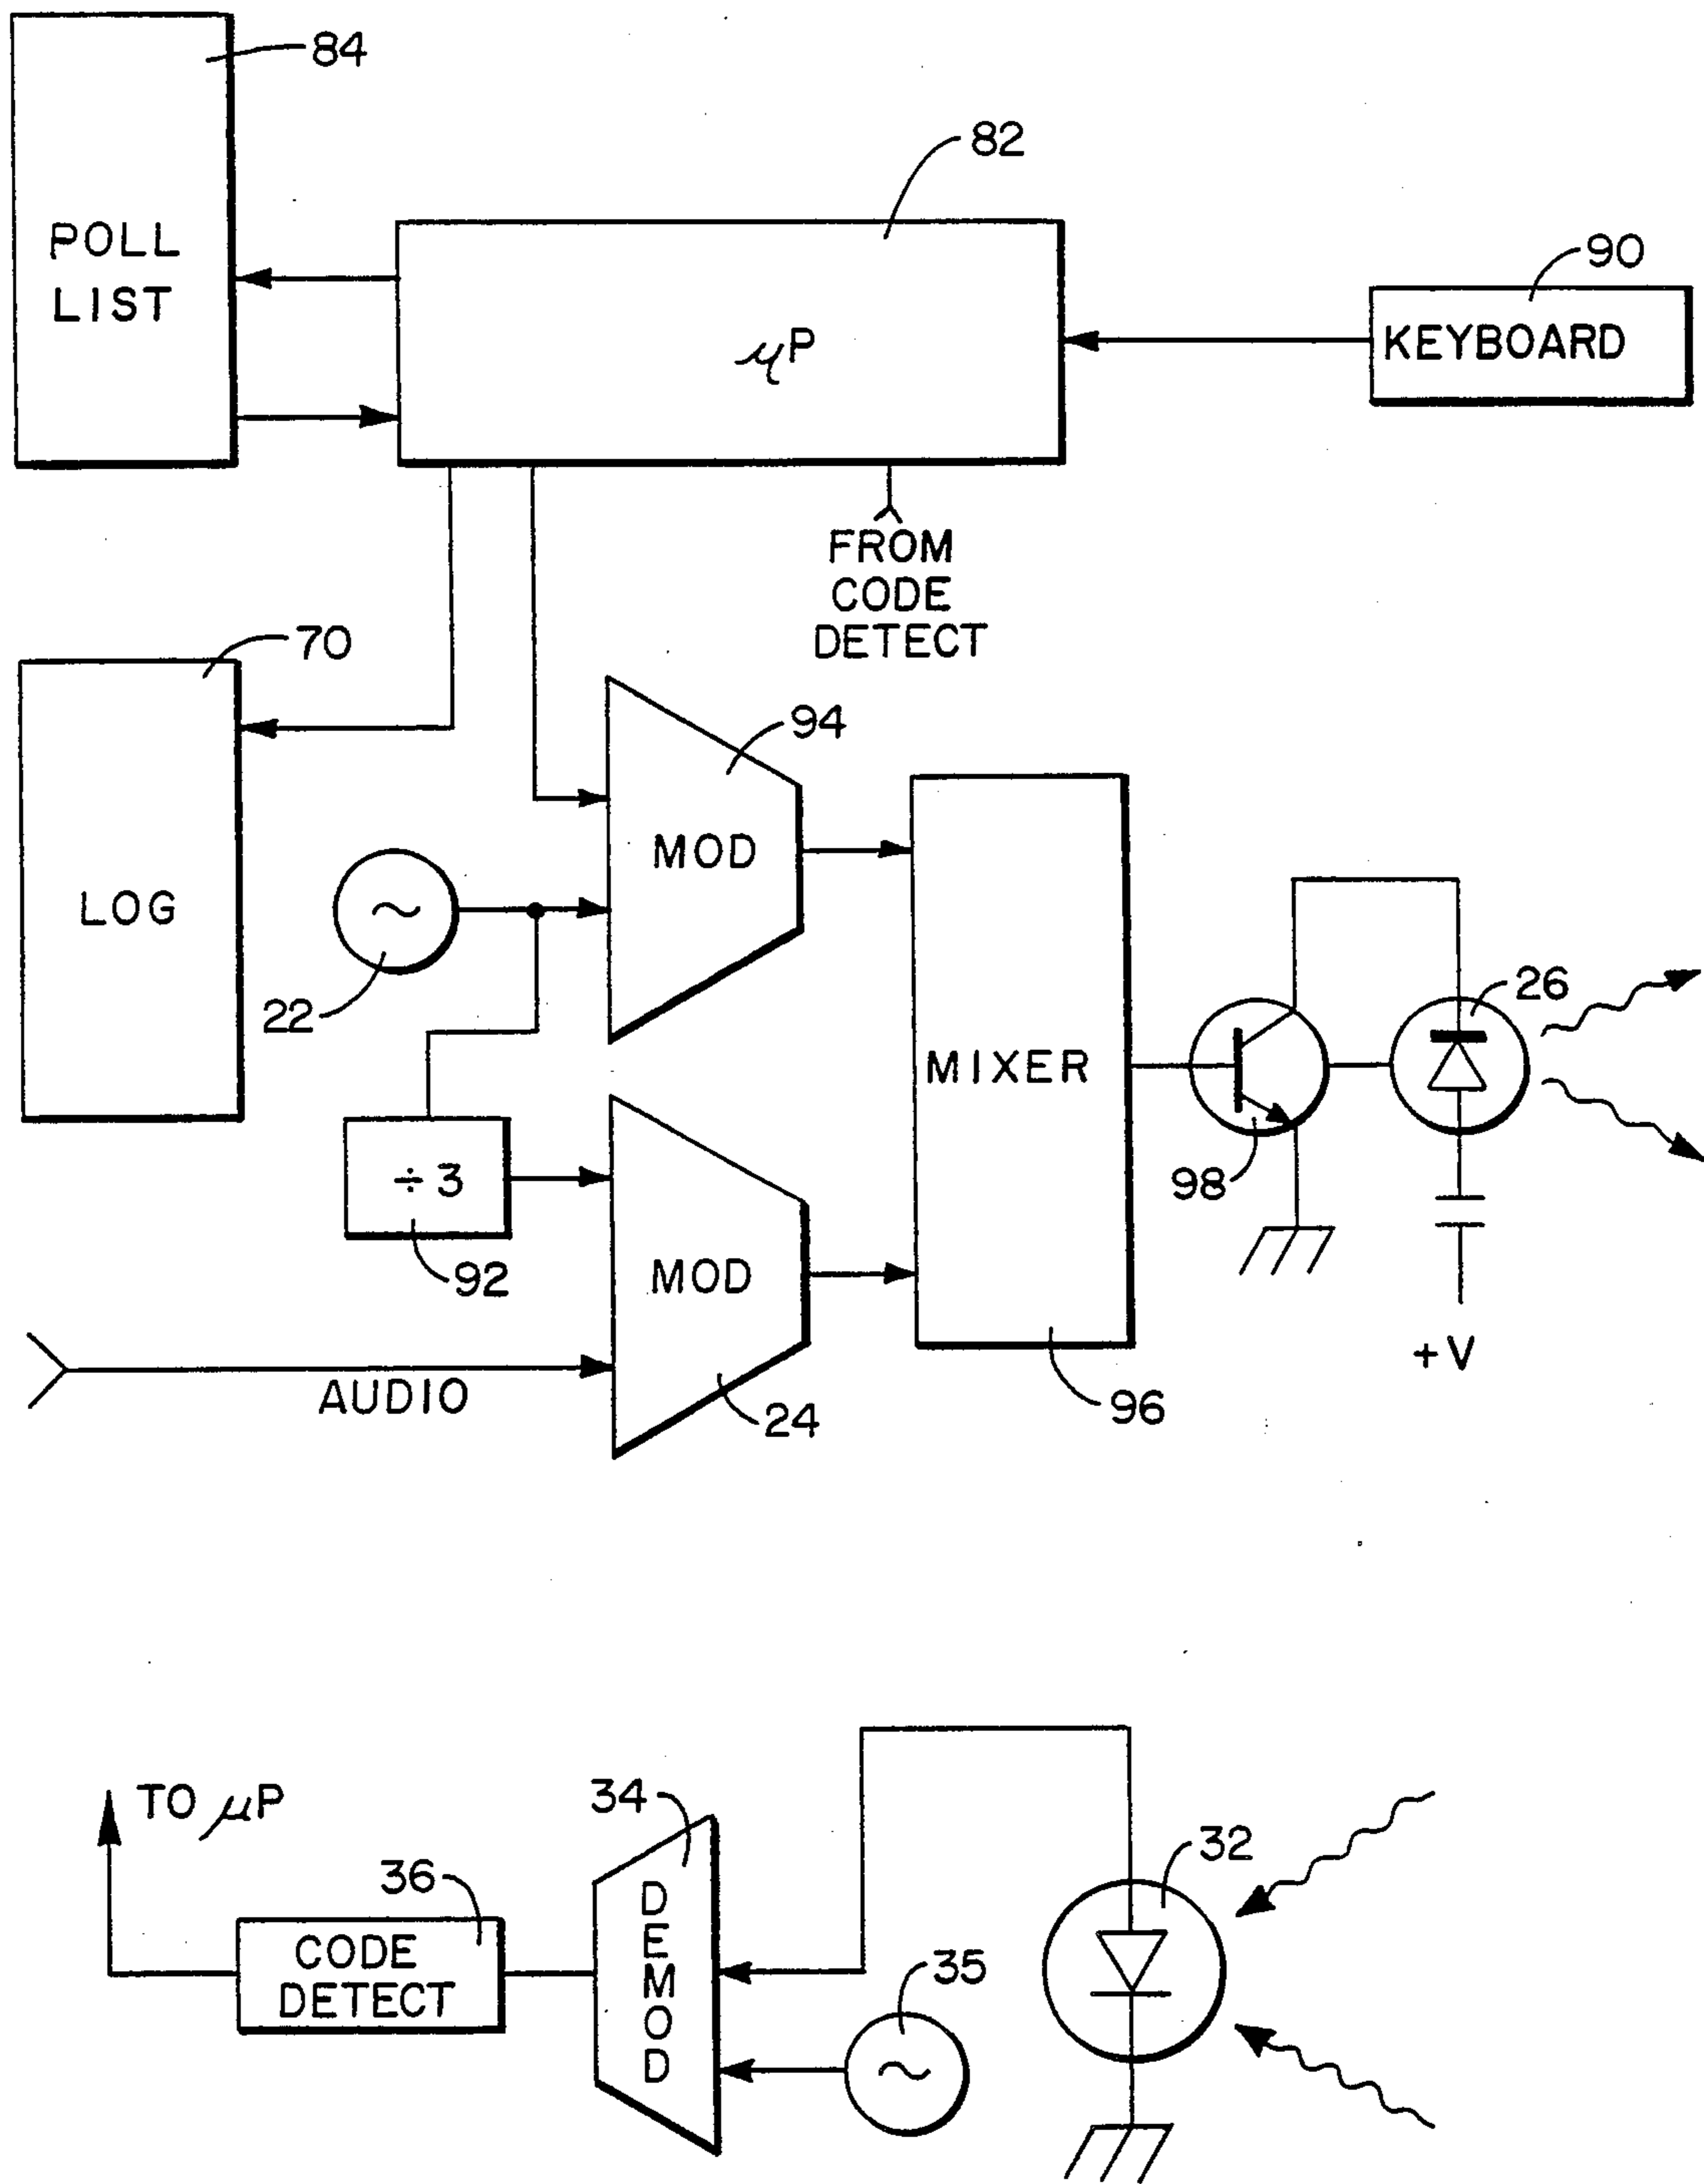 84
82
POLL
LIST
90
μP
KEYBOARD
FROM
CODE
DETECT
70
94
MOD
LOG
22
26
MIXER
÷3
98
92
MOD
+V
AUDIO
24
96
TO μP
34
32
36
DEMOD
CODE
DETECT
35